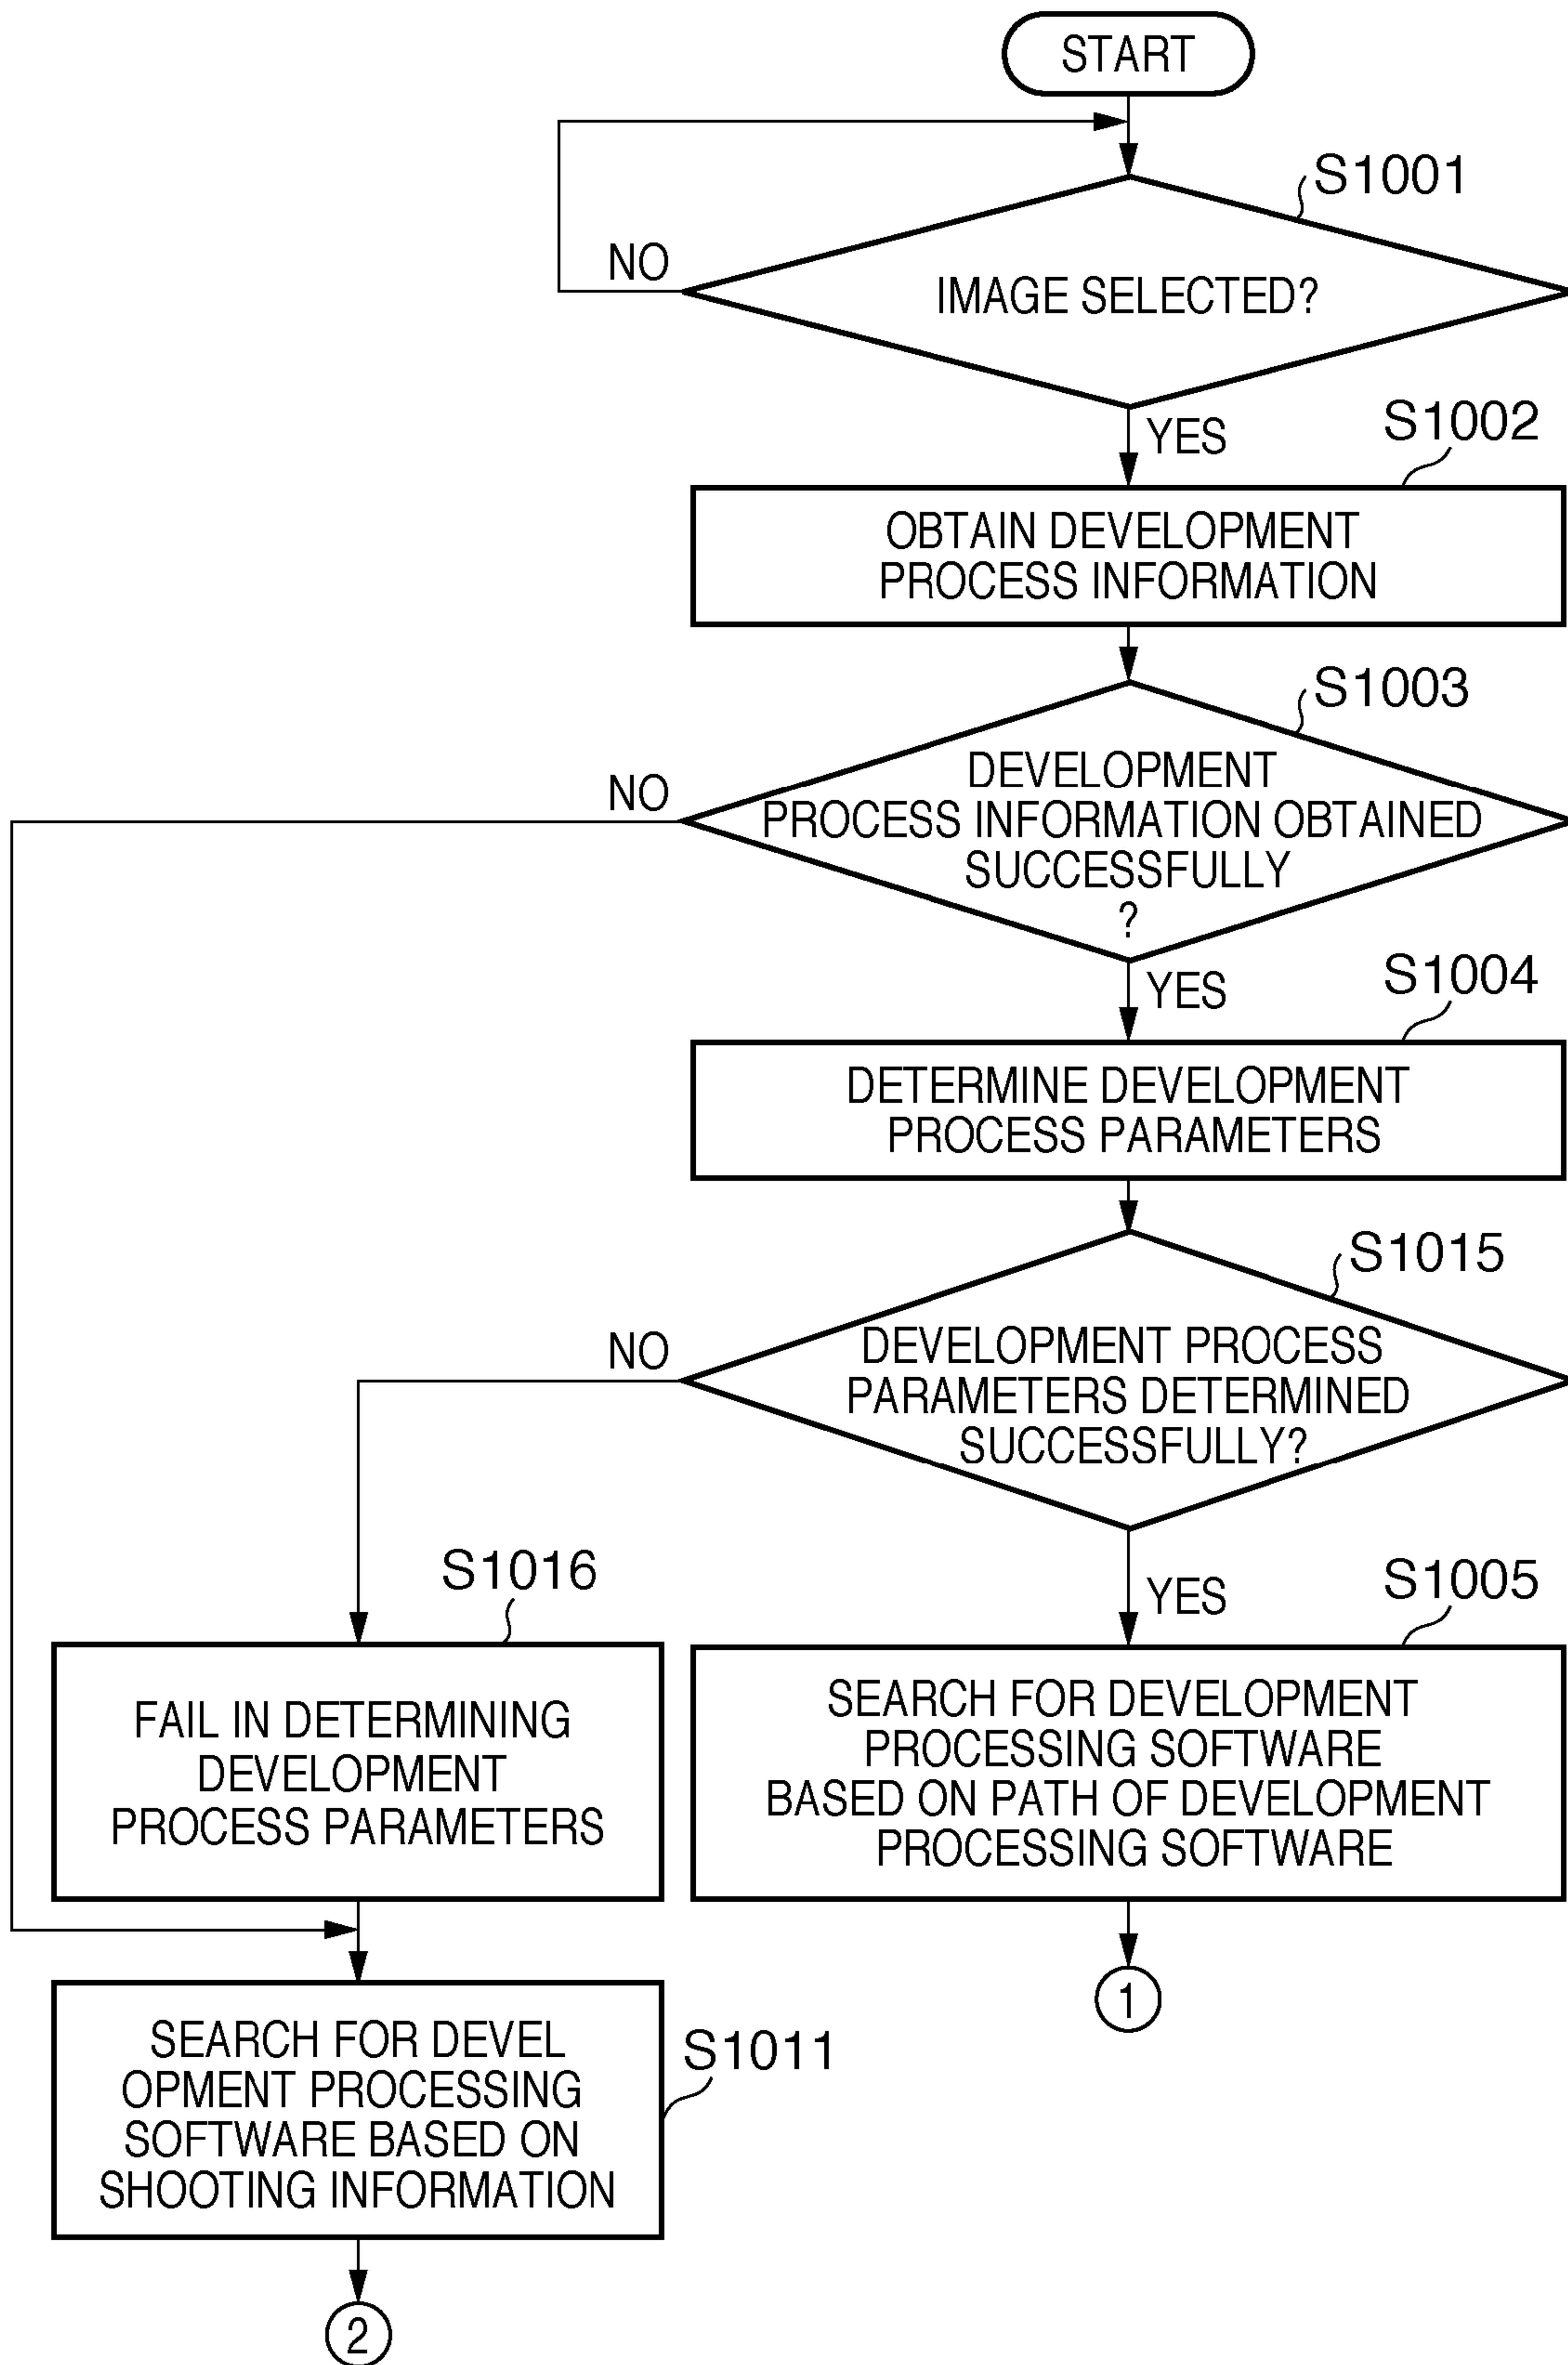 START
S1001
NO
IMAGE SELECTED?
YES
S1002
OBTAIN DEVELOPMENT
PROCESS INFORMATION
S1003
NO
DEVELOPMENT
PROCESS INFORMATION OBTAINED
SUCCESSFULLY
?
YES
S1004
DETERMINE DEVELOPMENT
PROCESS PARAMETERS
S1015
NO
DEVELOPMENT PROCESS
PARAMETERS DETERMINED
SUCCESSFULLY?
YES
S1016
FAIL IN DETERMINING
DEVELOPMENT
PROCESS PARAMETERS
S1005
SEARCH FOR DEVELOPMENT
PROCESSING SOFTWARE
BASED ON PATH OF DEVELOPMENT
PROCESSING SOFTWARE
1
S1011
SEARCH FOR DEVEL
OPMENT PROCESSING
SOFTWARE BASED ON
SHOOTING INFORMATION
2